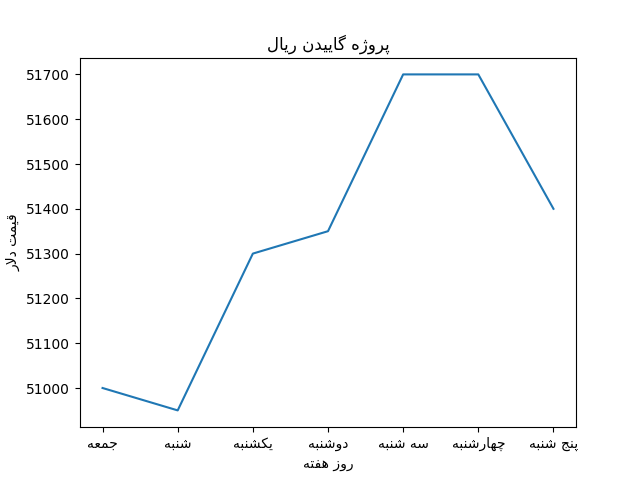 پروژه گاییدن ریال
قیمت دلار
51700
51600
51500
51400
51300
51200
51100
51000
جمعه
شنبه
یکشنبه
دوشنبه
سه شنبه
چهارشنبه
پنج شنبه
روز هفته